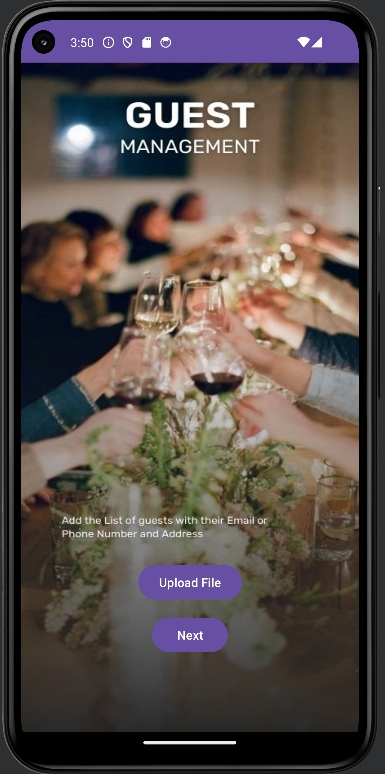 3:50
GUEST
MANAGEMENT
Add the List of guests with their Email or
Phone Number and Address
Upload File
Next